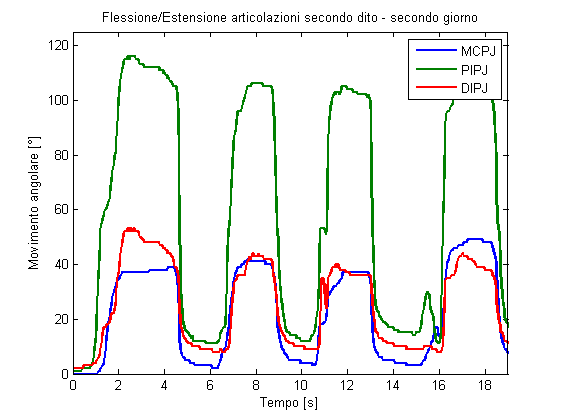 Flessione/Estensione articolazioni secondo dito - secondo giorno
120
100
80
60
40
20
0
Movimento angolare [°]
MCPJ
PIPJ
DIPJ
0 2 4 6 8 10 12 14 16 18
Tempo [s]